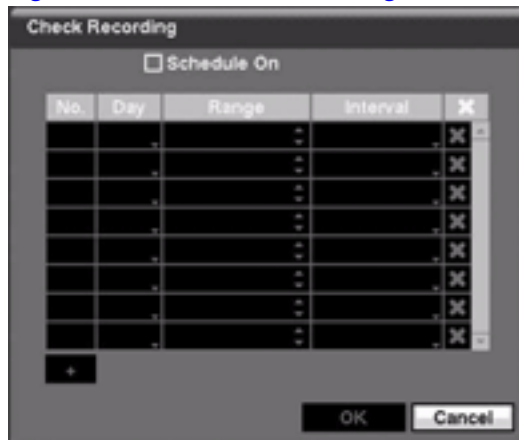 Check Recording
Schedule On
No. Day Range Interval
+
OK Cancel